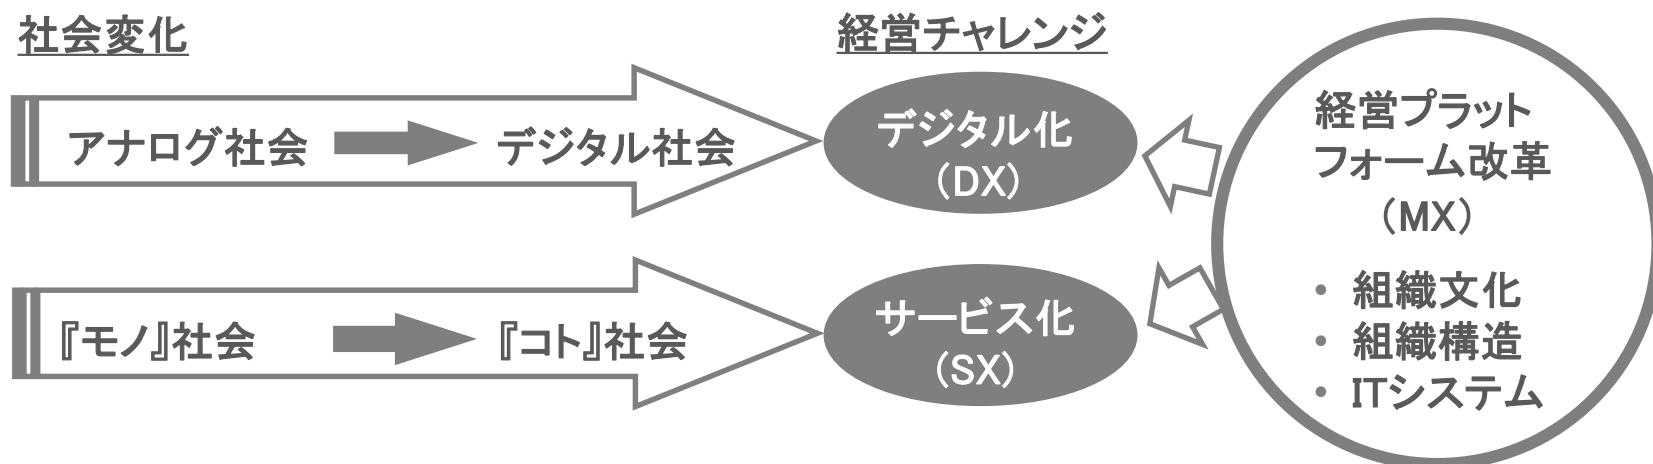 社会変化
経営チャレンジ
アナログ社会
デジタル社会
デジタル化
(DX)
『モノ』社会
『コト』社会
サービス化
(SX)
経営プラット
フォーム改革
(MX)
• 組織文化
• 組織構造
• ITシステム